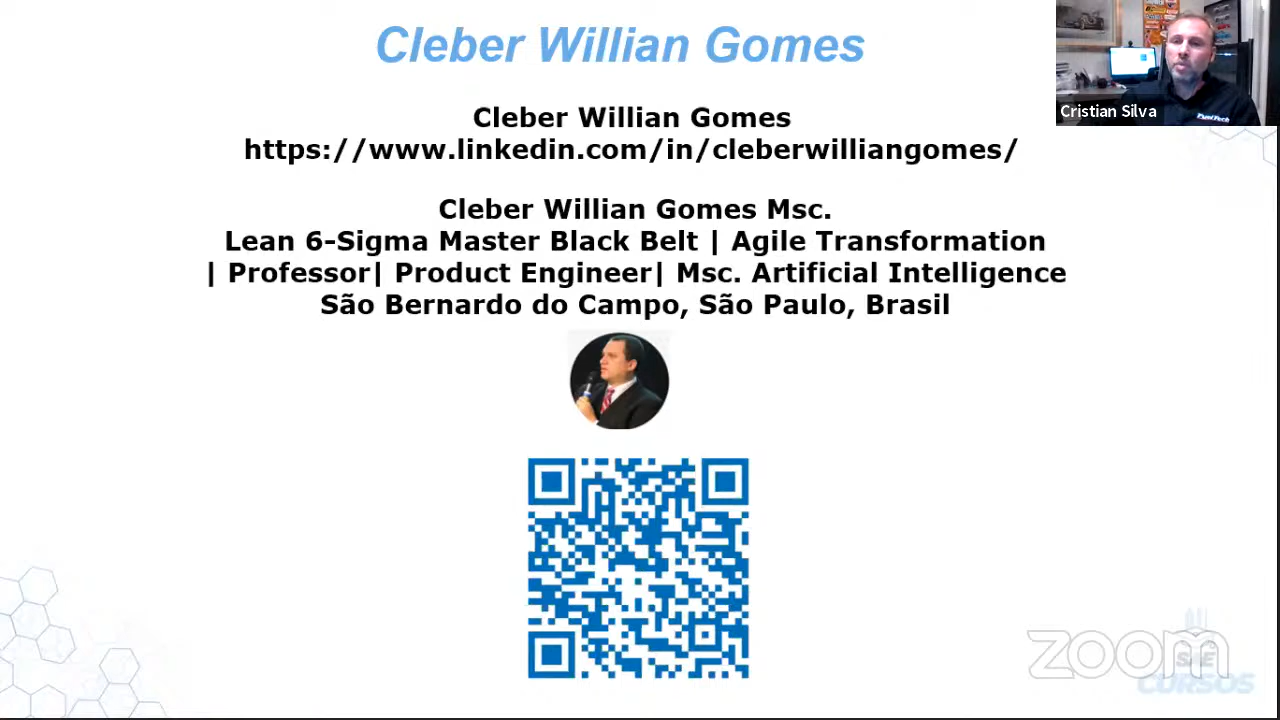 Cleber Willian Gomes
Cristian Silva
Cleber Willian Gomes
https://www.linkedin.com/in/cleberwilliangomes/
Cleber Willian Gomes Msc.
Lean 6-Sigma Master Black Belt | Agile Transformation
| Professor| Product Engineer| Msc. Artificial Intelligence
São Bernardo do Campo, São Paulo, Brasil
zoom
SAE
CURSOS